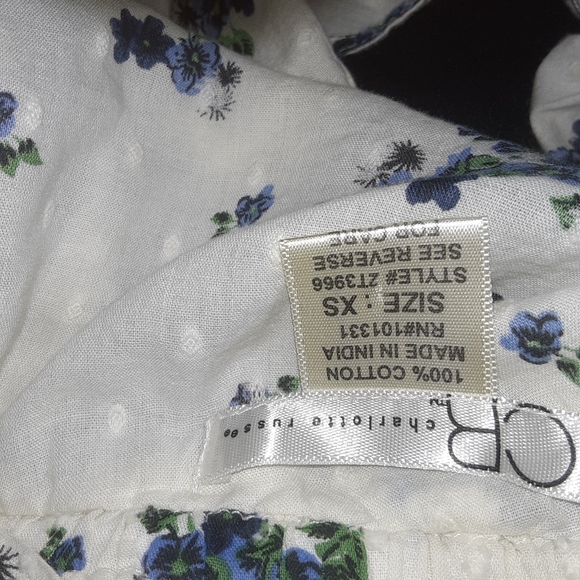 CR
charlotte russe®
100% COTTON
MADE IN INDIA
RN#101331
SIZE : XS
STYLE# 2T3966
SEE REVERSE
FOR CARE